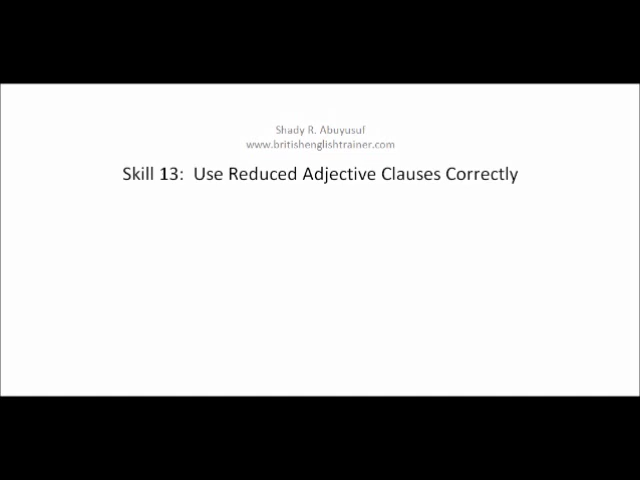 Shady R. Abuyusuf
www.britishenglishtrainer.com
Skill 13: Use Reduced Adjective Clauses Correctly